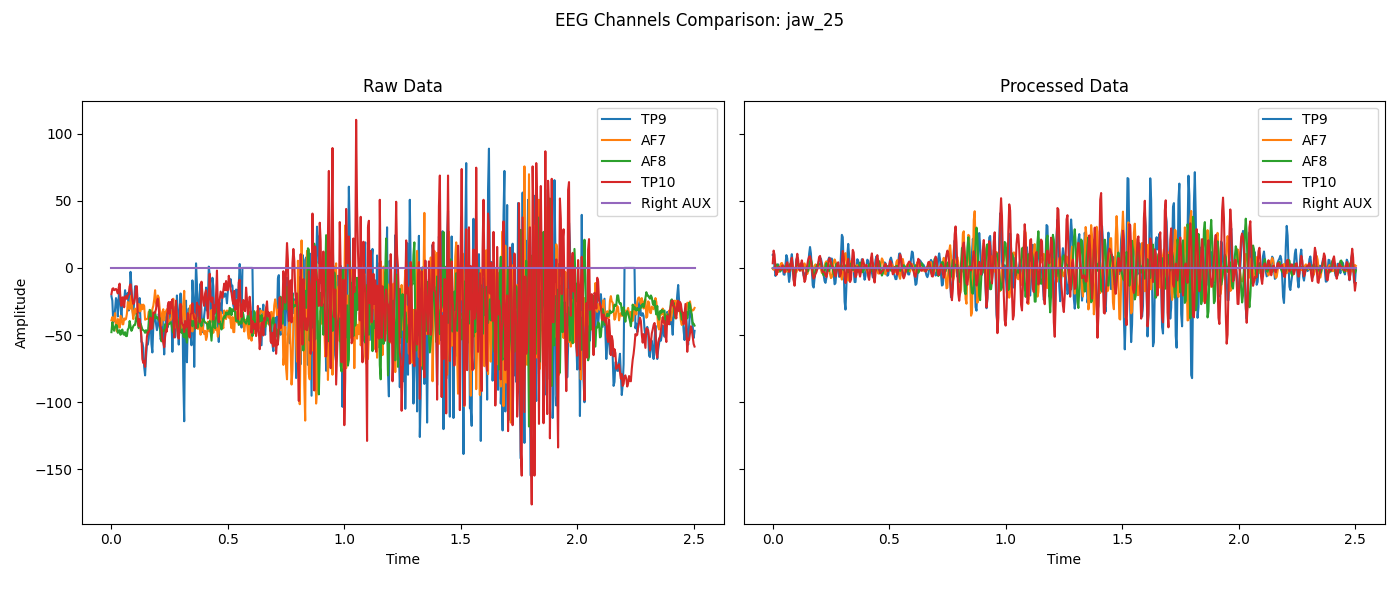 EEG Channels Comparison: jaw_25
Raw Data
Amplitude
100
50
0
−50
−100
−150
TP9
AF7
AF8
TP10
Right AUX
0.0 0.5 1.0 1.5 2.0 2.5
Time
Processed Data
TP9
AF7
AF8
TP10
Right AUX
0.0 0.5 1.0 1.5 2.0 2.5
Time